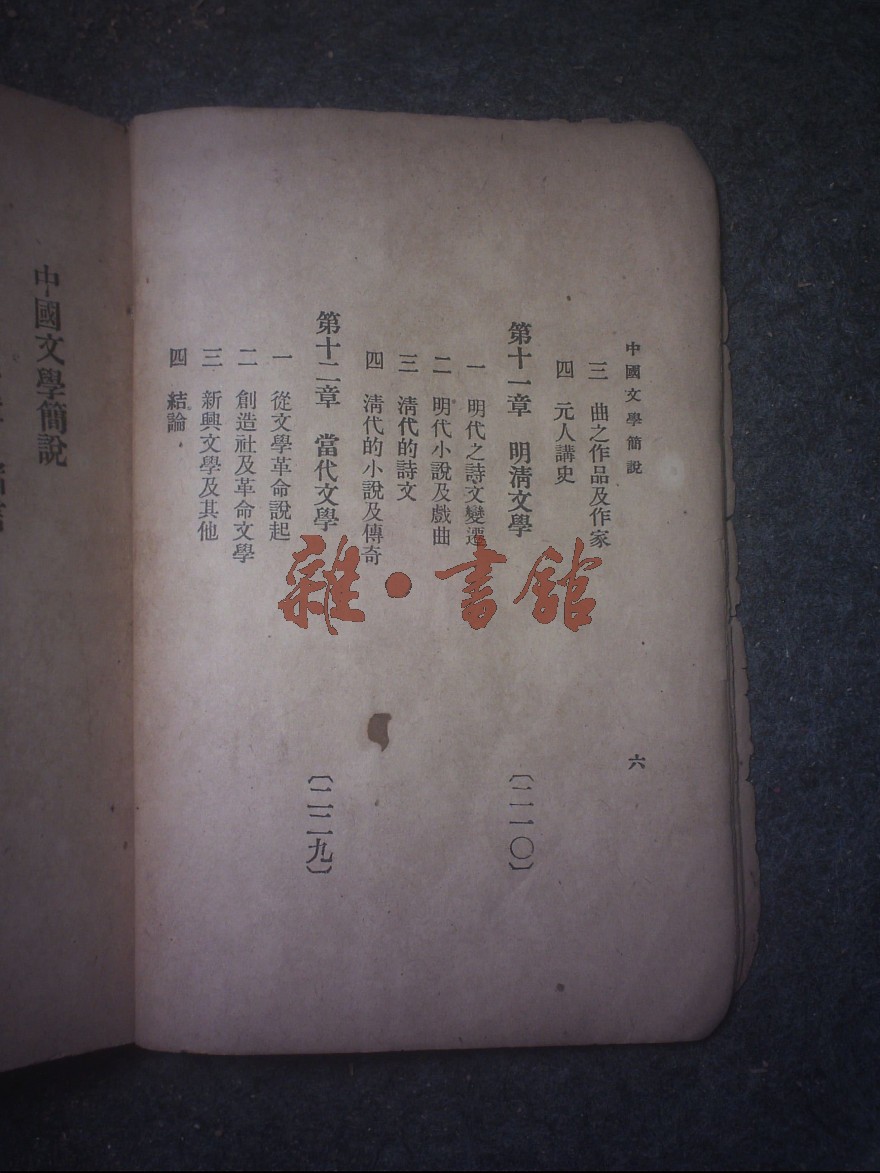 中國文學簡說
六
三 曲之作品及作家
四 元人講史
第十一章 明清文學 〔二一〇〕
一 明代之詩文變遷
二 明代小說及戲曲
三 清代的詩文
四 清代的小說及傳奇
第十二章 當代文學 〔二二九〕
一 從文學革命說起
二 創造社及革命文學
三 新興文學及其他
四 結論
中國文學簡說
雜·書館